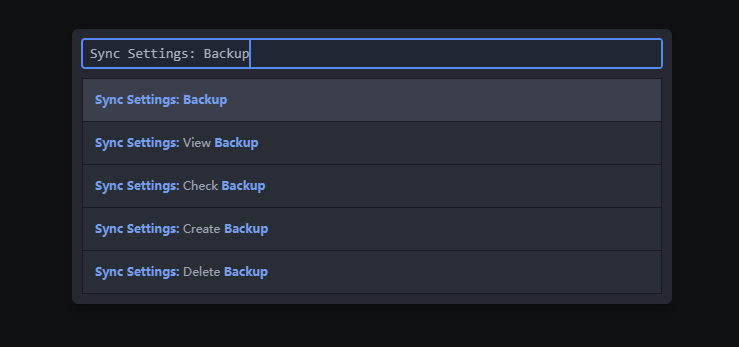 Sync Settings: Backup
Sync Settings: Backup
Sync Settings: View Backup
Sync Settings: Check Backup
Sync Settings: Create Backup
Sync Settings: Delete Backup